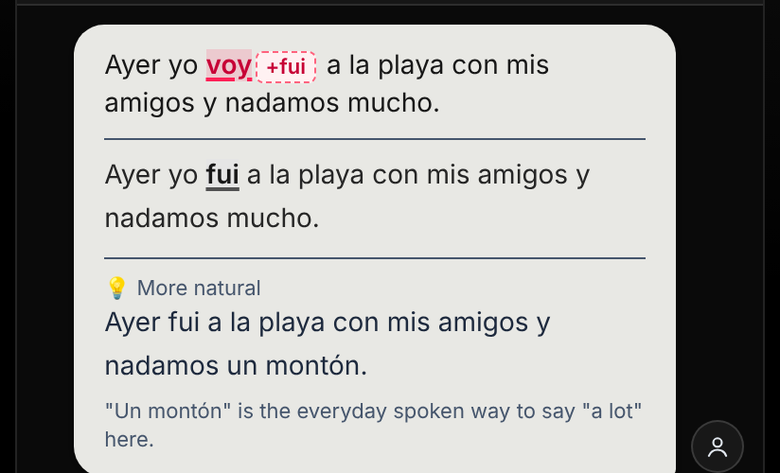 Ayer yo voy +fui a la playa con mis
amigos y nadamos mucho.
Ayer yo fui a la playa con mis amigos y
nadamos mucho.
💡 More natural
Ayer fui a la playa con mis amigos y
nadamos un montón.
"Un montón" is the everyday spoken way to say "a lot"
here.